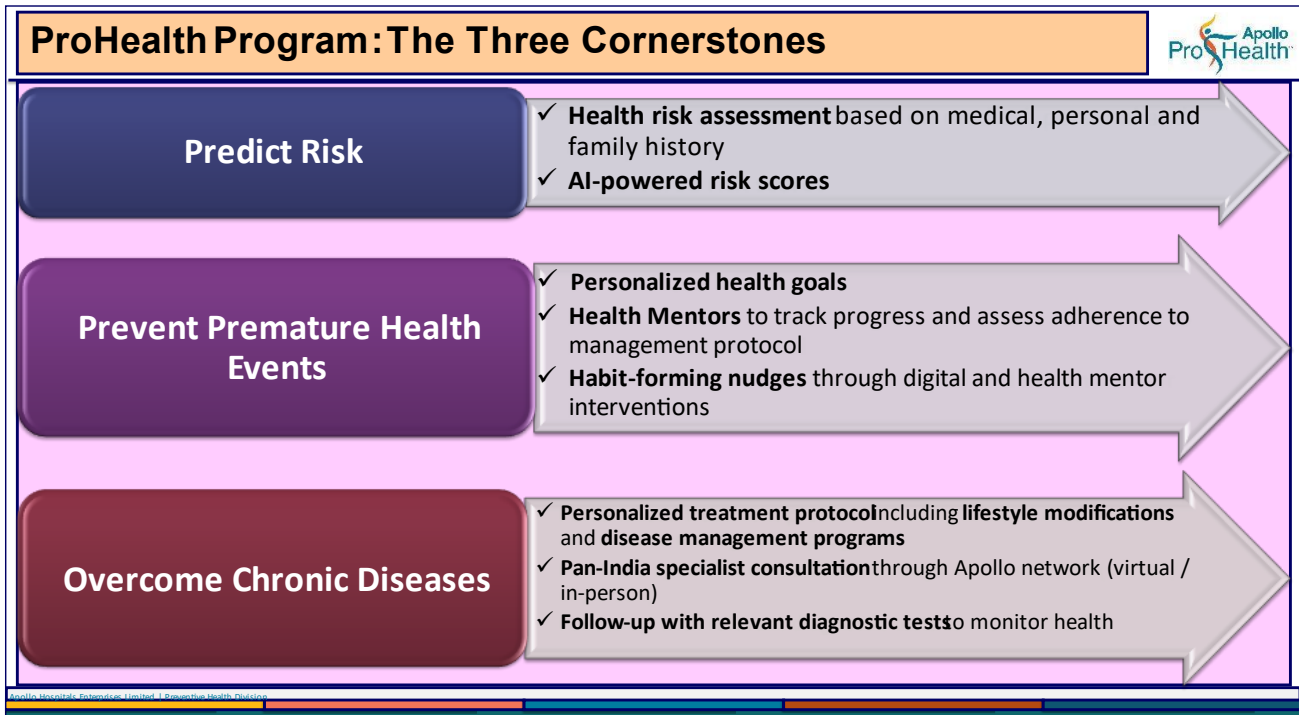 ProHealth Program: The Three Cornerstones
Apollo
ProHealth
Predict Risk
✓ Health risk assessment based on medical, personal and
family history
✓ AI-powered risk scores
Prevent Premature Health
Events
✓ Personalized health goals
✓ Health Mentors to track progress and assess adherence to
management protocol
✓ Habit-forming nudges through digital and health mentor
interventions
Overcome Chronic Diseases
✓ Personalized treatment protocol including lifestyle modifications
and disease management programs
✓ Pan-India specialist consultation through Apollo network (virtual /
in-person)
✓ Follow-up with relevant diagnostic tests to monitor health
Apollo Hospitals Enterprises Limited | Preventive Health Division